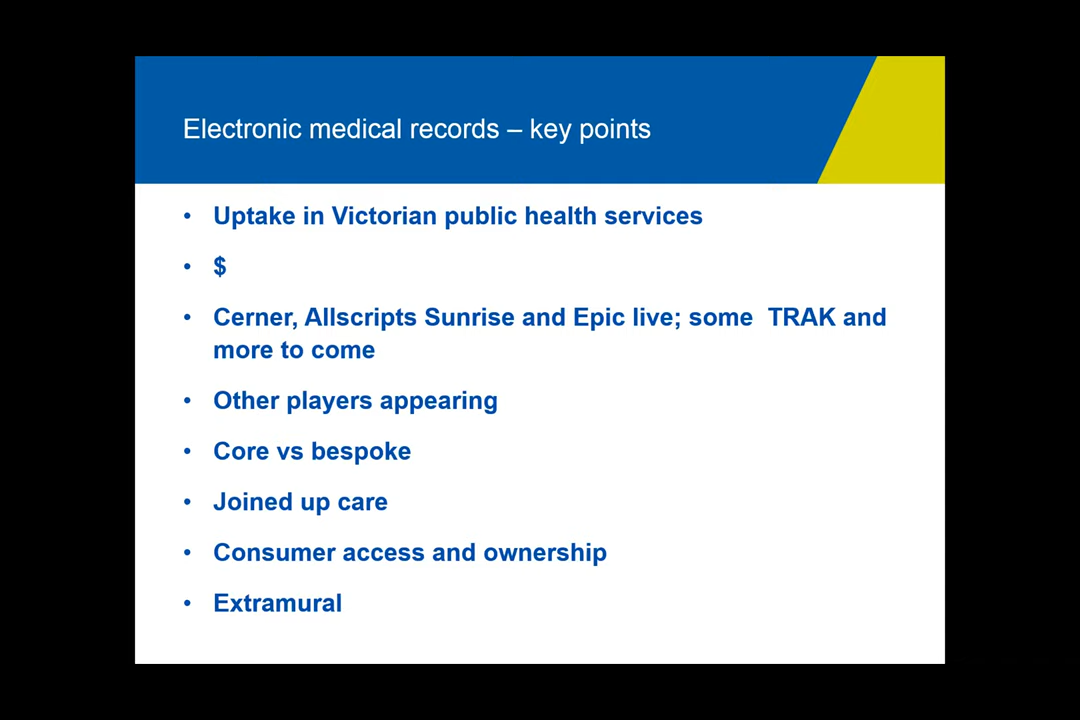 Electronic medical records – key points
• Uptake in Victorian public health services
• $
• Cerner, Allscripts Sunrise and Epic live; some  TRAK and
more to come
• Other players appearing
• Core vs bespoke
• Joined up care
• Consumer access and ownership
• Extramural